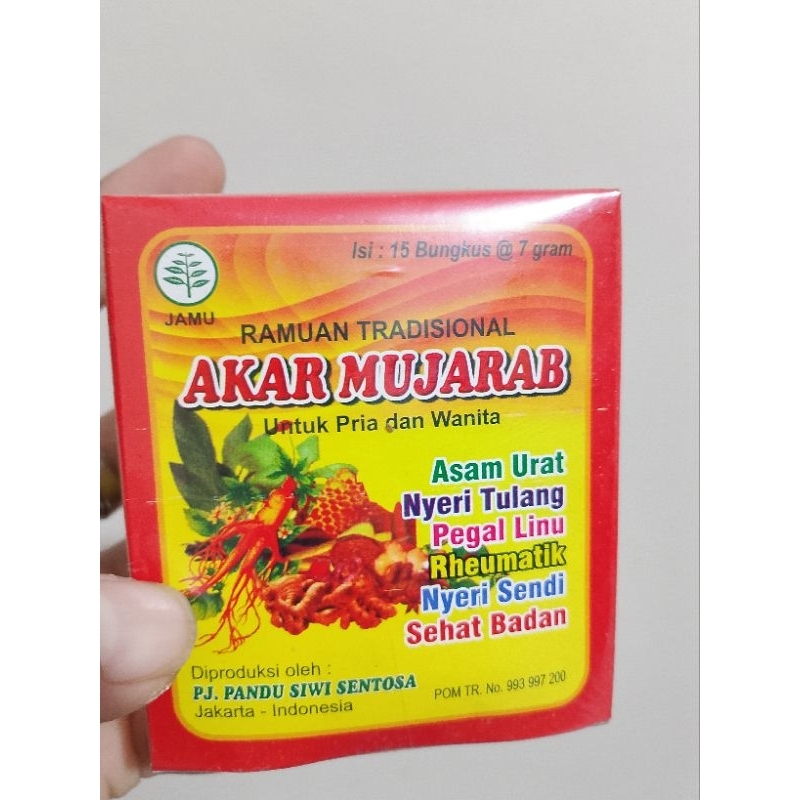 Isi : 15 Bungkus @ 7 gram
JAMU
RAMUAN TRADISIONAL
AKAR MUJARAB
Untuk Pria dan Wanita
Asam Urat
Nyeri Tulang
Pegal Linu
Rheumatik
Nyeri Sendi
Sehat Badan
Diproduksi oleh :
PJ. PANDU SIWI SENTOSA
Jakarta - Indonesia
POM TR. No. 993 997 200